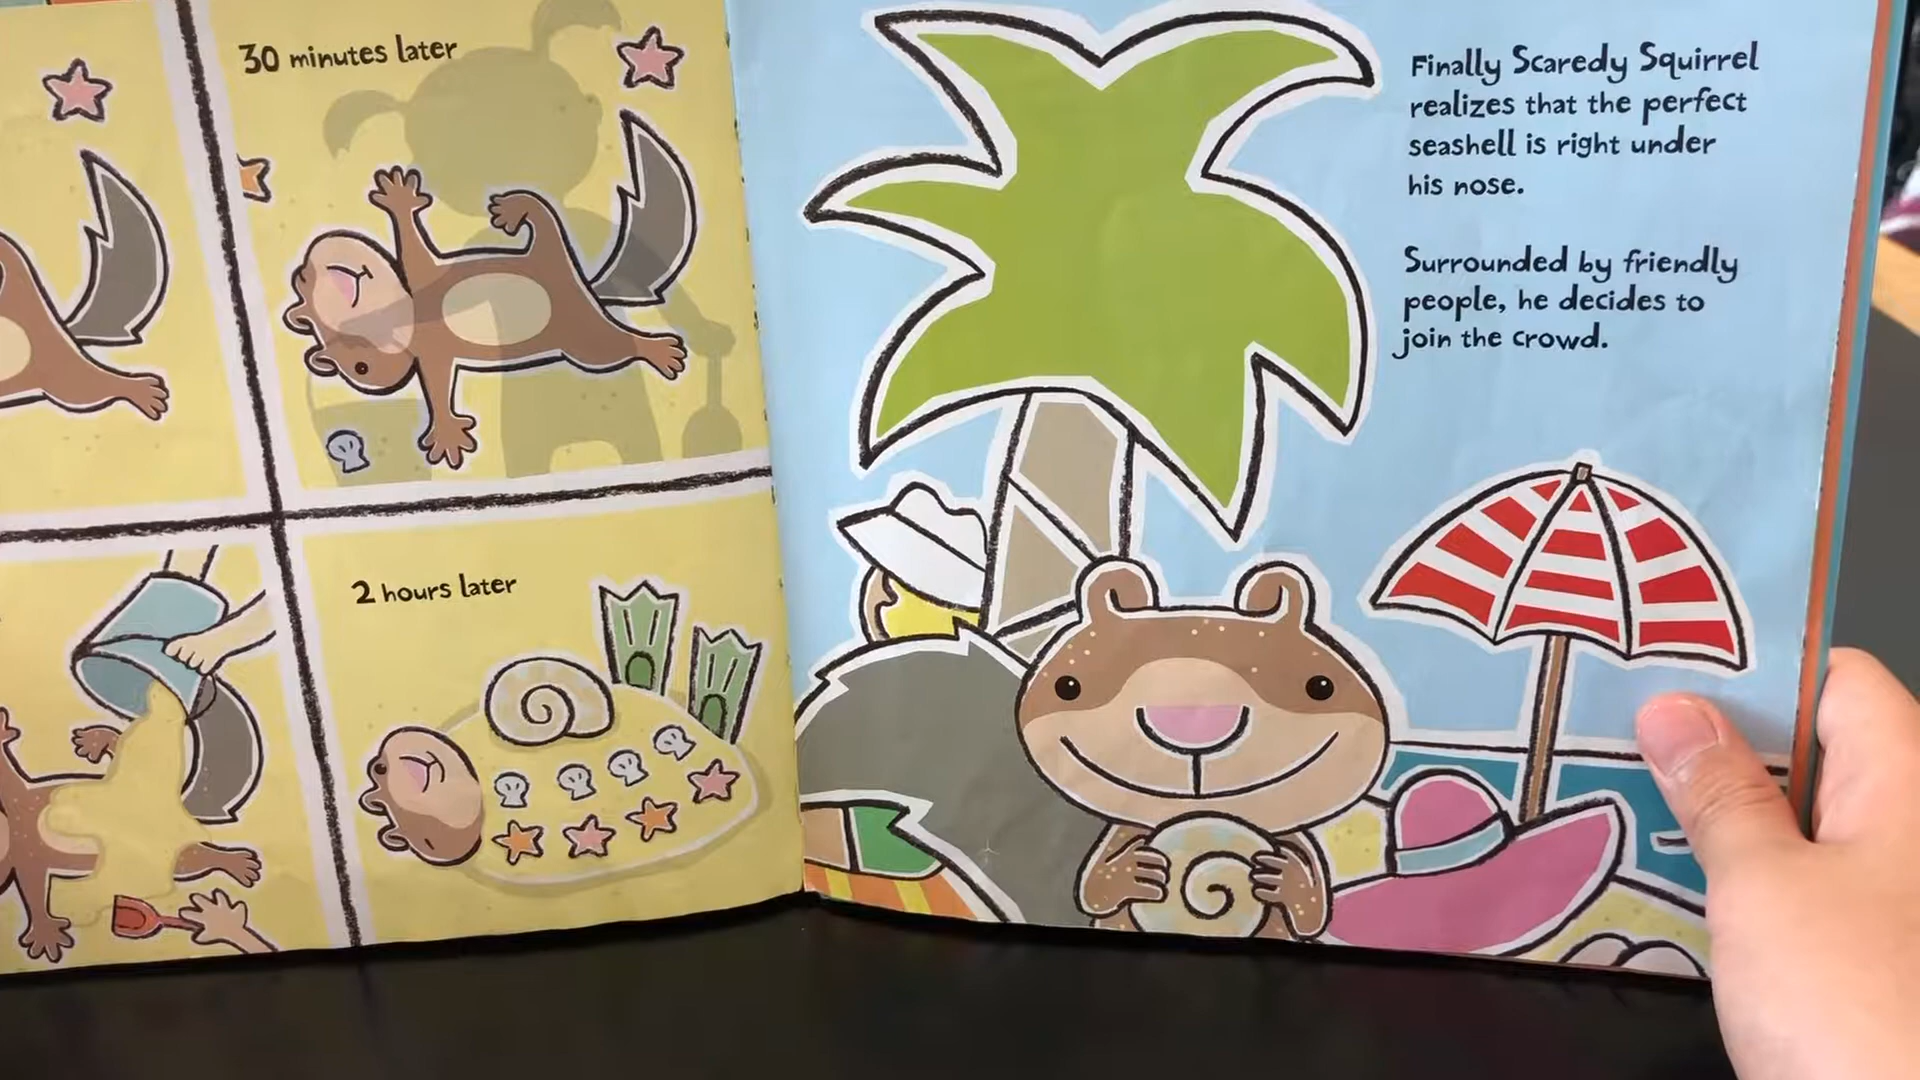 30 minutes later
2 hours later
Finally Scaredy Squirrel
realizes that the perfect
seashell is right under
his nose.
Surrounded by friendly
people, he decides to
join the crowd.